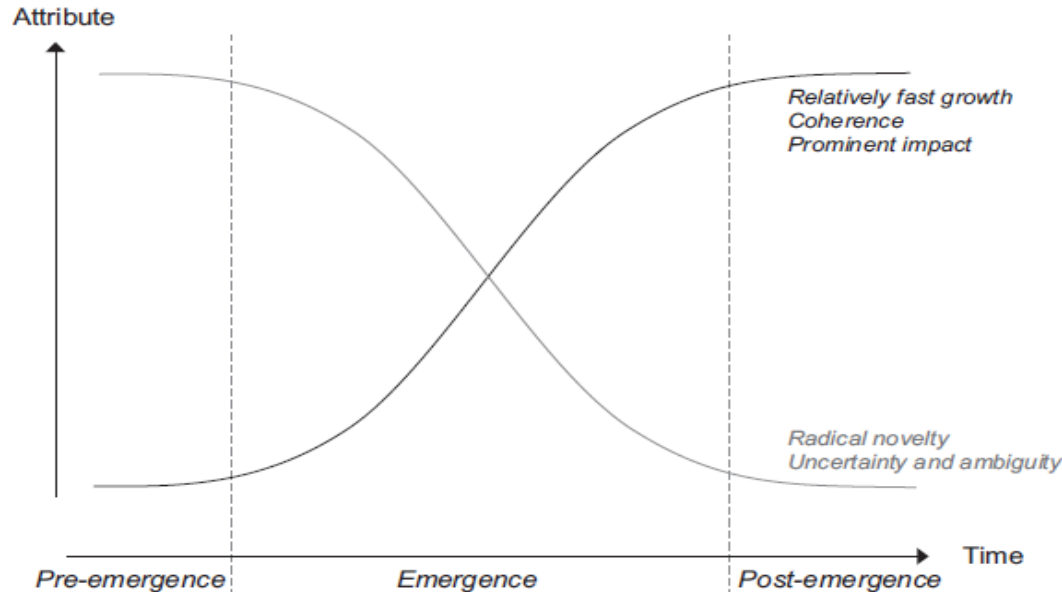 Attribute
Relatively fast growth
Coherence
Prominent impact
Radical novelty
Uncertainty and ambiguity
Time
Pre-emergence
Emergence
Post-emergence